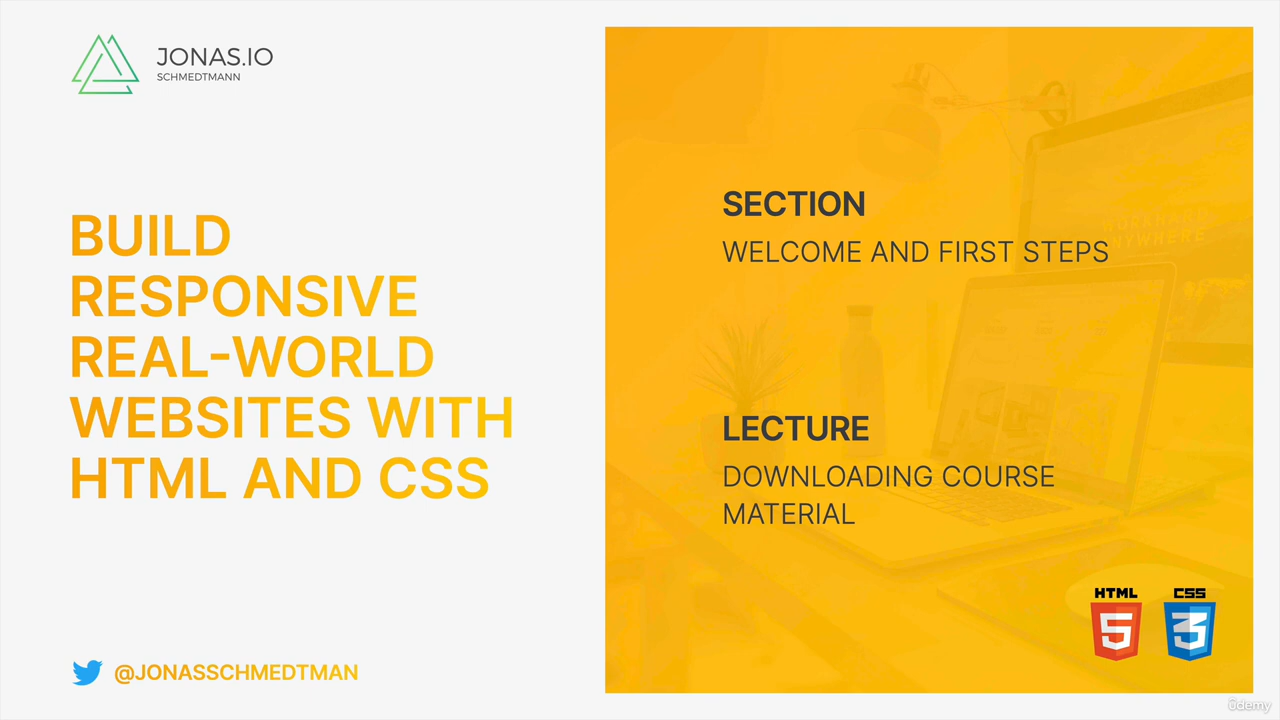 JONAS.IO
SCHMEDTMANN
BUILD
RESPONSIVE
REAL-WORLD
WEBSITES WITH
HTML AND CSS
@JONASSCHMEDTMAN
SECTION
WELCOME AND FIRST STEPS
LECTURE
DOWNLOADING COURSE
MATERIAL
HTML
5
CSS
3
ANYWHERE
udemy